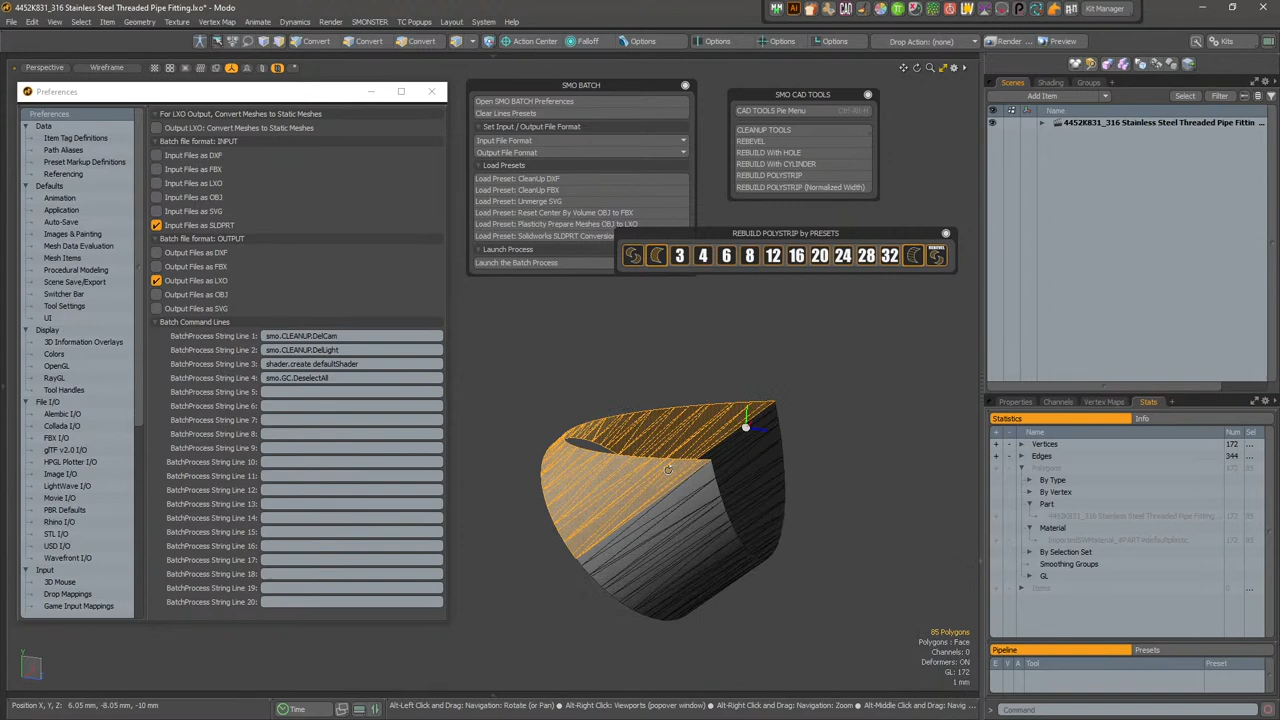 4452K831_316 Stainless Steel Threaded Pipe Fitting.lxo* - Modo
File Edit View Select Item Geometry Texture Vertex Map Animate Dynamics Render SMONSTER TC Popups Layout System Help
Kit Manager
Convert Convert Convert Action Center Falloff Options Options Options Options Drop Action: (none) Render... Preview Kits
Perspective Wireframe
Preferences
Preferences
Data
Item Tag Definitions
Path Aliases
Preset Markup Definitions
Referencing
Defaults
Animation
Application
Auto-Save
Images & Painting
Mesh Data Evaluation
Mesh Items
Procedural Modeling
Scene Save/Export
Switcher Bar
Tool Settings
UI
Display
3D Information Overlays
Colors
OpenGL
RayGL
Tool Handles
File I/O
Alembic I/O
Collada I/O
FBX I/O
glTF v2.0 I/O
HPGL Plotter I/O
Image I/O
LightWave I/O
Movie I/O
PBR Defaults
Rhino I/O
STL I/O
USD I/O
Wavefront I/O
Input
3D Mouse
Drop Mappings
Game Input Mappings
For LXO Output, Convert Meshes to Static Meshes
Output LXO: Convert Meshes to Static Meshes
Batch file format: INPUT
Input Files as DXF
Input Files as FBX
Input Files as LXO
Input Files as OBJ
Input Files as SVG
Input Files as SLDPRT
Batch file format: OUTPUT
Output Files as DXF
Output Files as FBX
Output Files as LXO
Output Files as OBJ
Output Files as SVG
Batch Command Lines
BatchProcess String Line 1: smo.CLEANUP.DelCam
BatchProcess String Line 2: smo.CLEANUP.DelLight
BatchProcess String Line 3: shader.create defaultShader
BatchProcess String Line 4: smo.GC.DeselectAll
BatchProcess String Line 5:
BatchProcess String Line 6:
BatchProcess String Line 7:
BatchProcess String Line 8:
BatchProcess String Line 9:
BatchProcess String Line 10:
BatchProcess String Line 11:
BatchProcess String Line 12:
BatchProcess String Line 13:
BatchProcess String Line 14:
BatchProcess String Line 15:
BatchProcess String Line 16:
BatchProcess String Line 17:
BatchProcess String Line 18:
BatchProcess String Line 19:
BatchProcess String Line 20:
SMO BATCH
Open SMO BATCH Preferences
Clear Lines Process
Set Input / Output File Format
Input File Format
Output File Format
Load Presets
Load Preset: CleanUp DXF
Load Preset: CleanUp FBX
Load Preset: Unmerge SVG
Load Preset: Reset Center By Volume OBJ to FBX
Load Preset: Plasticity Prepare Meshes OBJ to LXO
Load Preset: Solidworks SLDPRT Conversion
Launch Process
Launch the Batch Process
SMO CAD TOOLS
CAD TOOLS Pie Menu Ctrl-Alt-H
CLEANUP TOOLS
REBEVEL
REBUILD With HOLE
REBUILD With CYLINDER
REBUILD POLYSTRIP
REBUILD POLYSTRIP (Normalized Width)
REBUILD POLYSTRIP by PRESETS
3 4 6 8 12 16 20 24 28 32
85 Polygons
Polygons : Face
Channels: 0
Deformers: ON
GL: 172
1 mm
Scenes Shading Groups
Add Item Select Filter
Name
4452K831_316 Stainless Steel Threaded Pipe Fittin ...
Properties Channels Vertex Maps Stats
Statistics Info
Name Num Sel
Vertices 172
Edges 344
Polygons 172 85
By Type
By Vertex
Part
4452K831_316 Stainless Steel Threaded Pipe Fitting... 172 85
Material
ImportedSWMaterial_#PART#defaultplastic 172 85
By Selection Set
Smoothing Groups
GL
Items 0 ...
Pipeline Presets
E V A Tool Preset
Position X, Y, Z: 6.05 mm, -8.05 mm, -10 mm
Time
Alt-Left Click and Drag: Navigation: Rotate (or Pan) Alt-Right Click: Viewports (popover window) Alt-Right Click and Drag: Navigation: Zoom Alt-Middle Click and Drag: Navig ...
Command